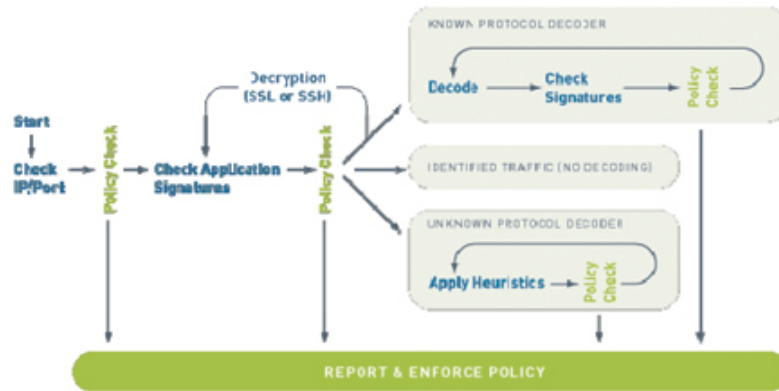 KNOWN PROTOCOL DECODER
Decryption
(SSL or SSH)
Decode
Check
Signatures
Policy
Check
Start
Check
IP/Port
Policy Check
Check Application
Signatures
Policy Check
IDENTIFIED TRAFFIC (NO DECODING)
UNKNOWN PROTOCOL DECODER
Apply Heuristics
Policy
Check
REPORT & ENFORCE POLICY